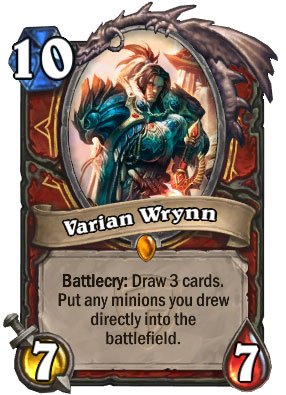 10
Varian Wrynn
Battlecry: Draw 3 cards.
Put any minions you drew
directly into the
battlefield.
7
7